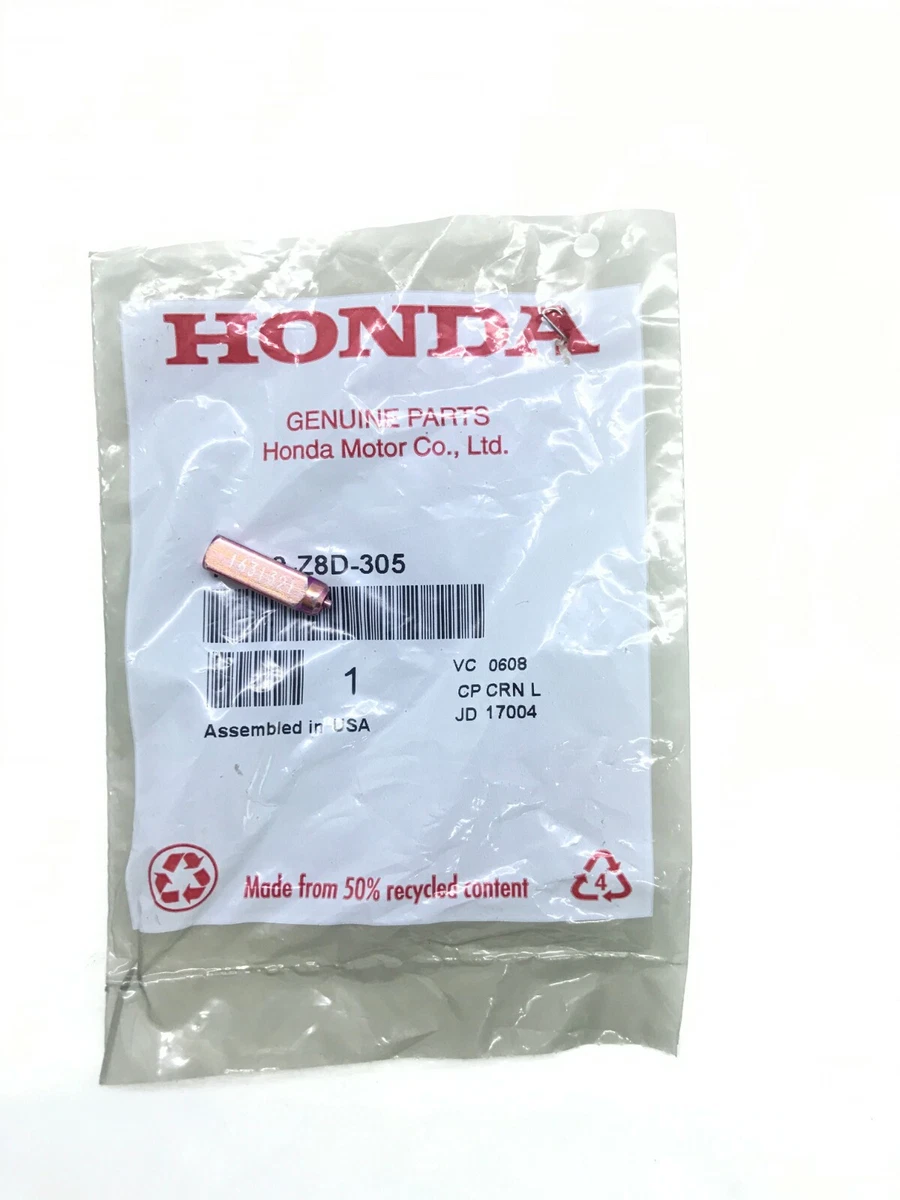 HONDA
GENUINE PARTS
Honda Motor Co., Ltd.
-Z8D-305
1
VC 0608
CP CRN L
JD 17004
Assembled in USA
Made from 50% recycled content
4